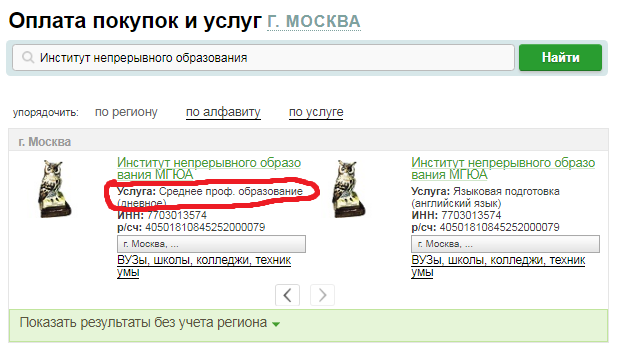 Оплата покупок и услуг Г. МОСКВА
Институт непрерывного образования
Найти
упорядочить: по региону по алфавиту по услуге
г. Москва
Институт непрерывного образо
вания МГЮА
Услуга: Среднее проф. образование
(дневное)
ИНН: 7703013574
р/сч: 40501810845252000079
г. Москва, ...
ВУЗы, школы, колледжи, техник
умы
Институт непрерывного образо
вания МГЮА
Услуга: Языковая подготовка
(английский язык)
ИНН: 7703013574
р/сч: 40501810845252000079
г. Москва, ...
ВУЗы, школы, колледжи, техник
умы
Показать результаты без учета региона